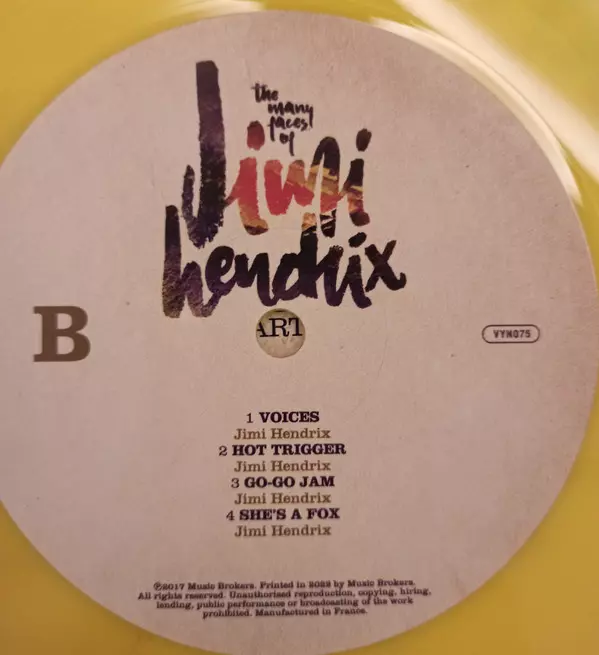 the
many
faces
of
Jimi
hendrix
ART
B
VYN075
1 VOICES
Jimi Hendrix
2 HOT TRIGGER
Jimi Hendrix
3 GO-GO JAM
Jimi Hendrix
4 SHE'S A FOX
Jimi Hendrix
℗2017 Music Brokers. Printed in 2022 by Music Brokers.
All rights reserved. Unauthorised reproduction, copying, hiring,
lending, public performance or broadcasting of the work
prohibited. Manufactured in France.